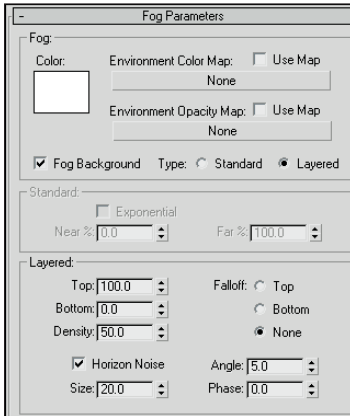 - Fog Parameters
Fog:
Color: Environment Color Map: Use Map
None
Environment Opacity Map: Use Map
None
Fog Background Type: Standard Layered
Standard:
Exponential
Near %: 0.0 Far %: 100.0
Layered:
Top: 100.0 Falloff: Top
Bottom: 0.0 Bottom
Density: 50.0 None
Horizon Noise Angle: 5.0
Size: 20.0 Phase: 0.0